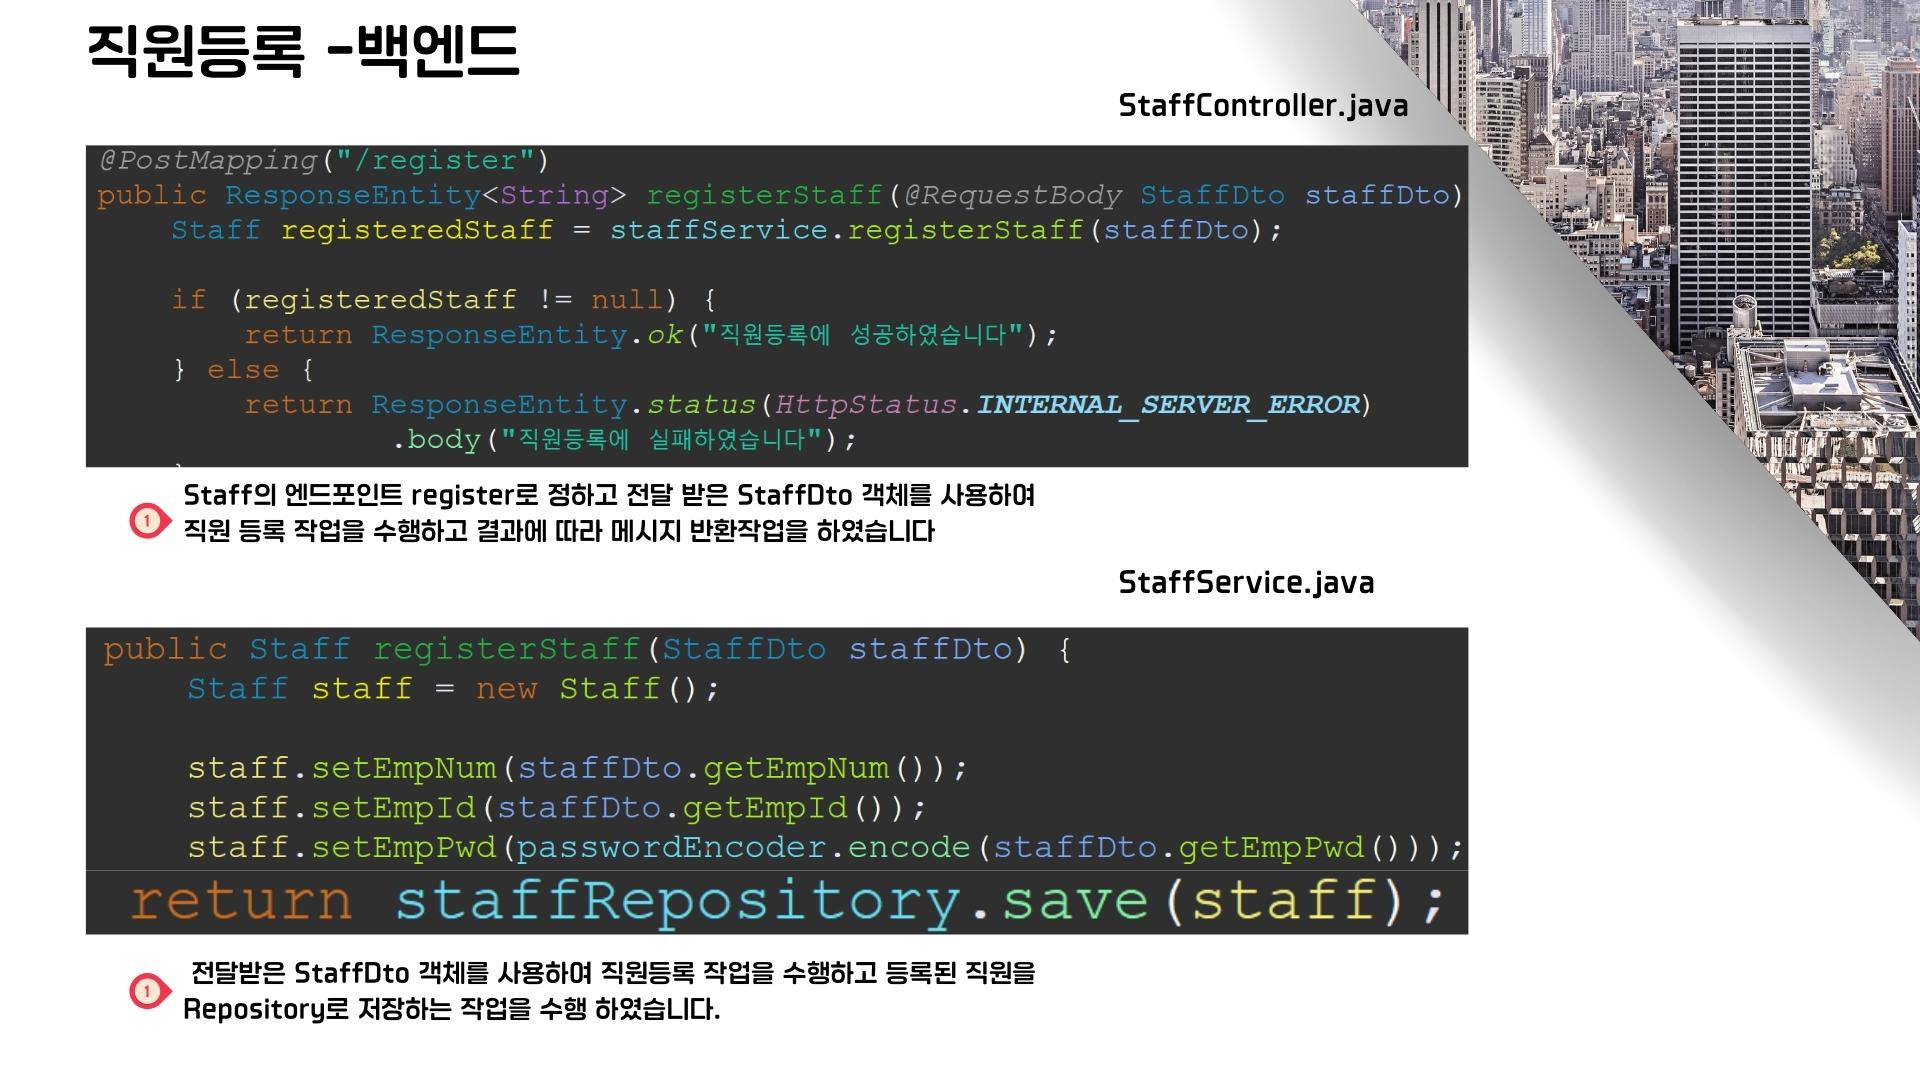 직원등록 -백엔드
StaffController.java
@PostMapping("/register")
public ResponseEntity<String> registerStaff(@RequestBody StaffDto staffDto)
    Staff registeredStaff = staffService.registerStaff(staffDto);
    if (registeredStaff != null) {
        return ResponseEntity.ok("직원등록에 성공하였습니다");
    } else {
        return ResponseEntity.status(HttpStatus.INTERNAL_SERVER_ERROR)
                .body("직원등록에 실패하였습니다");
1
Staff의 엔드포인트 register로 정하고 전달 받은 StaffDto 객체를 사용하여
직원 등록 작업을 수행하고 결과에 따라 메시지 반환작업을 하였습니다
StaffService.java
public Staff registerStaff(StaffDto staffDto) {
    Staff staff = new Staff();
    staff.setEmpNum(staffDto.getEmpNum());
    staff.setEmpId(staffDto.getEmpId());
    staff.setEmpPwd(passwordEncoder.encode(staffDto.getEmpPwd()));
return staffRepository.save(staff);
1
전달받은 StaffDto 객체를 사용하여 직원등록 작업을 수행하고 등록된 직원을
Repository로 저장하는 작업을 수행 하였습니다.